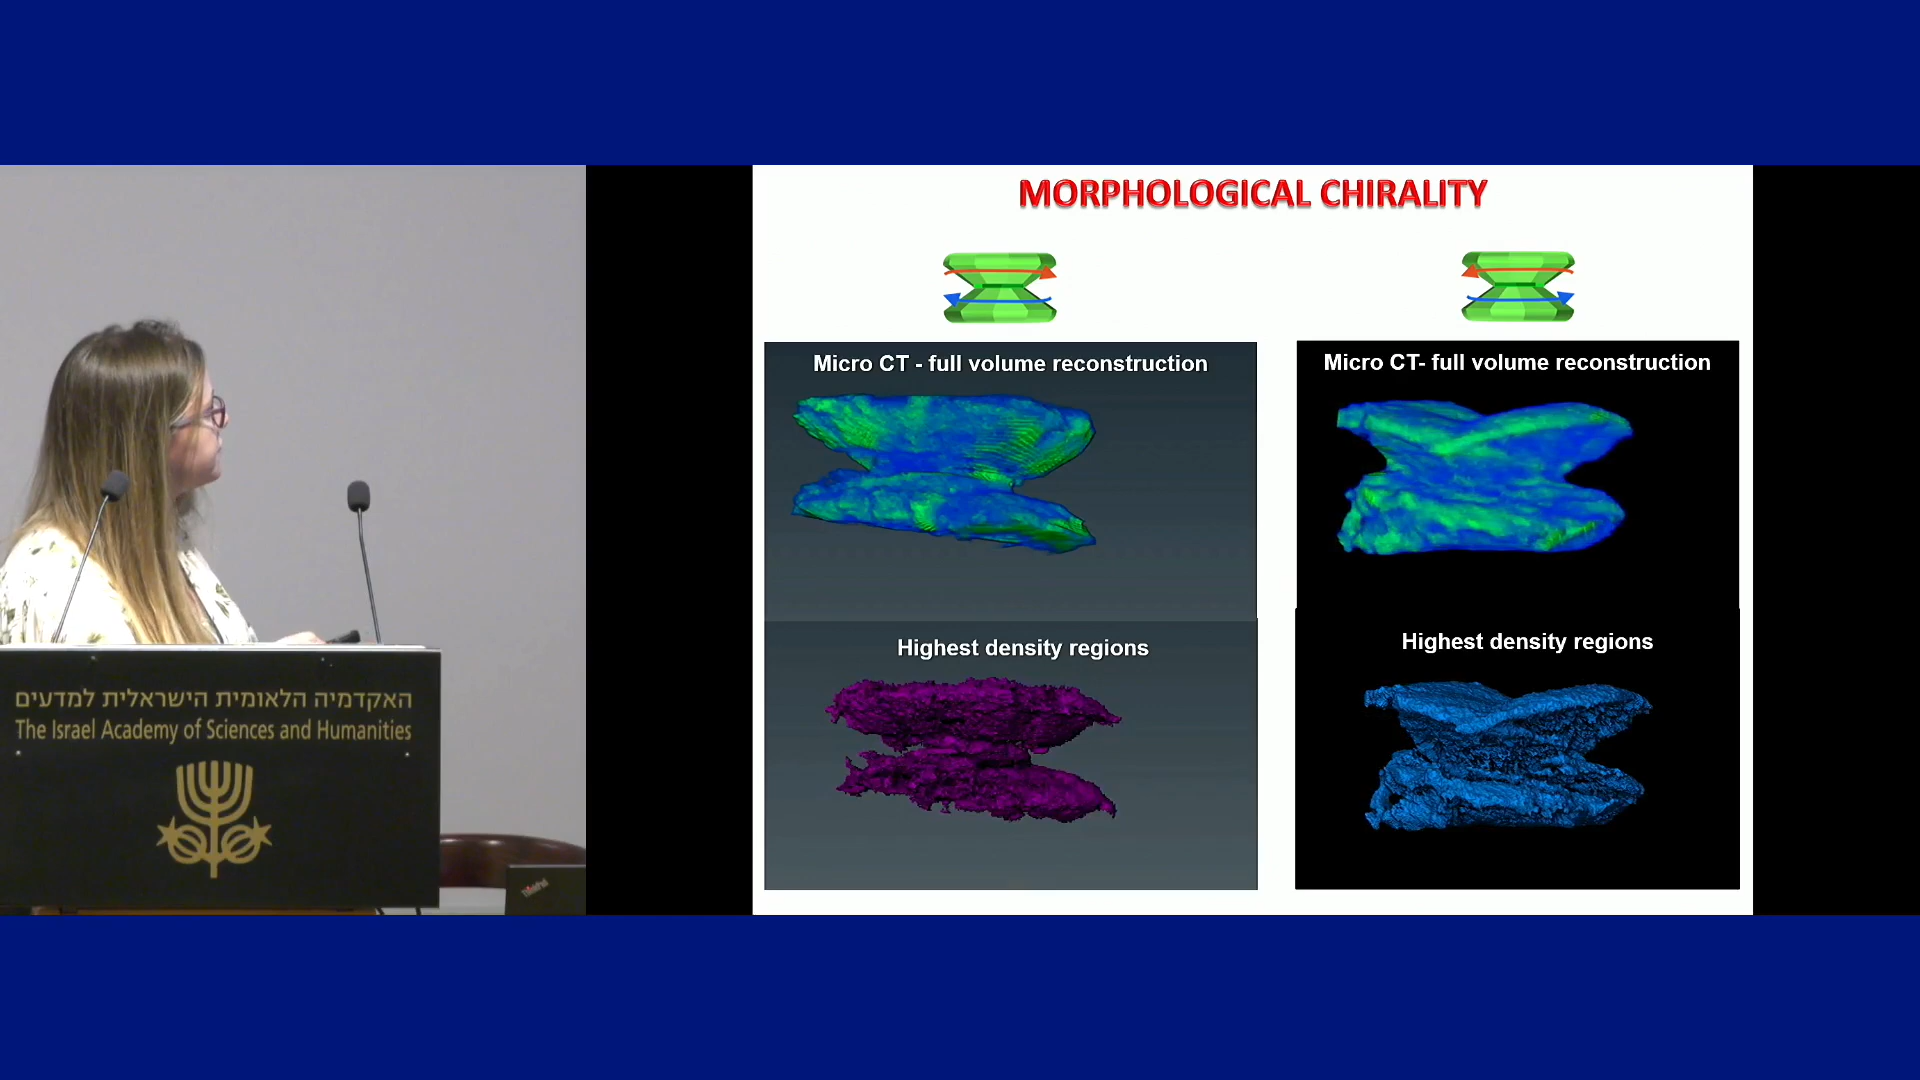 MORPHOLOGICAL CHIRALITY
Micro CT - full volume reconstruction
Micro CT- full volume reconstruction
Highest density regions
Highest density regions
האקדמיה הלאומית הישראלית למדעים
The Israel Academy of Sciences and Humanities
ThinkPad